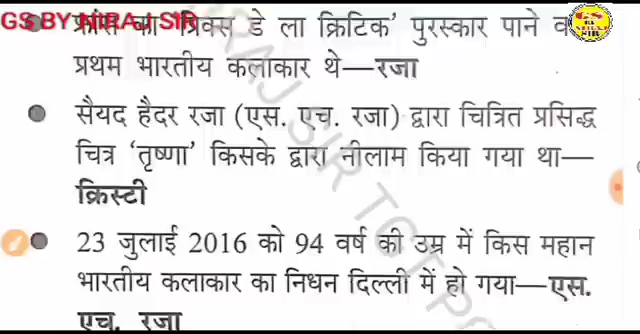 GS BY NIRAJ SIR
फ्रांस का 'प्रिक्स डे ला क्रिटिक' पुरस्कार पाने
प्रथम भारतीय कलाकार थे—रजा
सैयद हैदर रजा (एस. एच. रजा) द्वारा चित्रित प्रसिद्ध
चित्र 'तृष्णा' किसके द्वारा नीलाम किया गया था—
क्रिस्टी
23 जुलाई 2016 को 94 वर्ष की उम्र में किस महान
भारतीय कलाकार का निधन दिल्ली में हो गया—एस.
एच. रजा